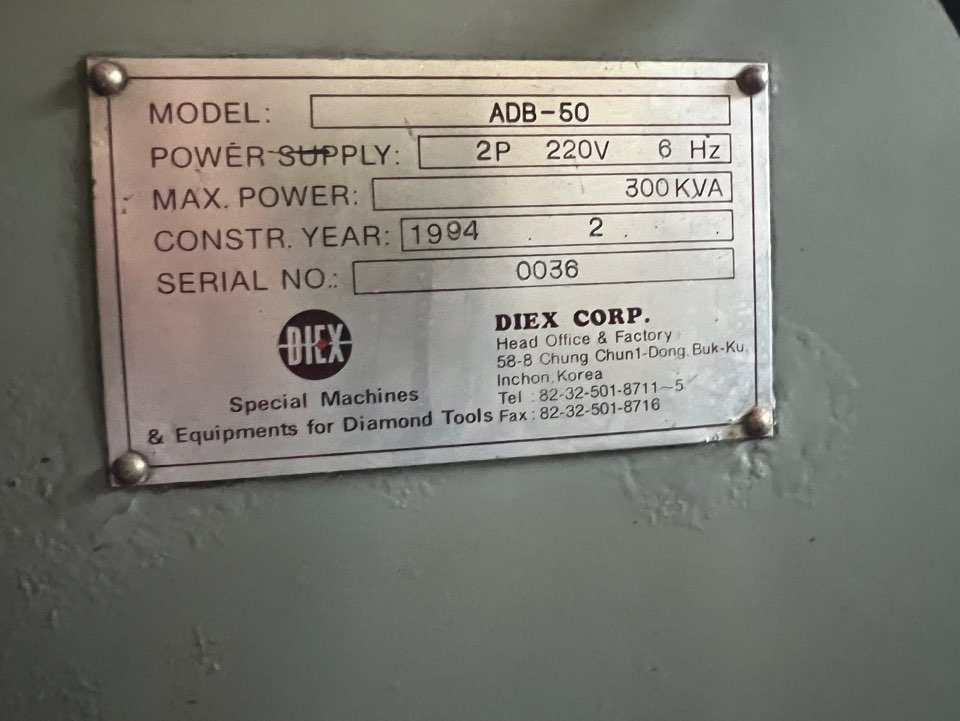 MODEL: ADB-50
POWER SUPPLY: 2P 220V 6 Hz
MAX. POWER: 300 KVA
CONSTR. YEAR: 1994 . 2 . .
SERIAL NO.: 0036
DIEX
Special Machines
& Equipments for Diamond Tools
DIEX CORP.
Head Office & Factory
58-8 Chung Chun1-Dong, Buk-Ku,
Inchon, Korea
Tel : 82-32-501-8711~5
Fax : 82-32-501-8716